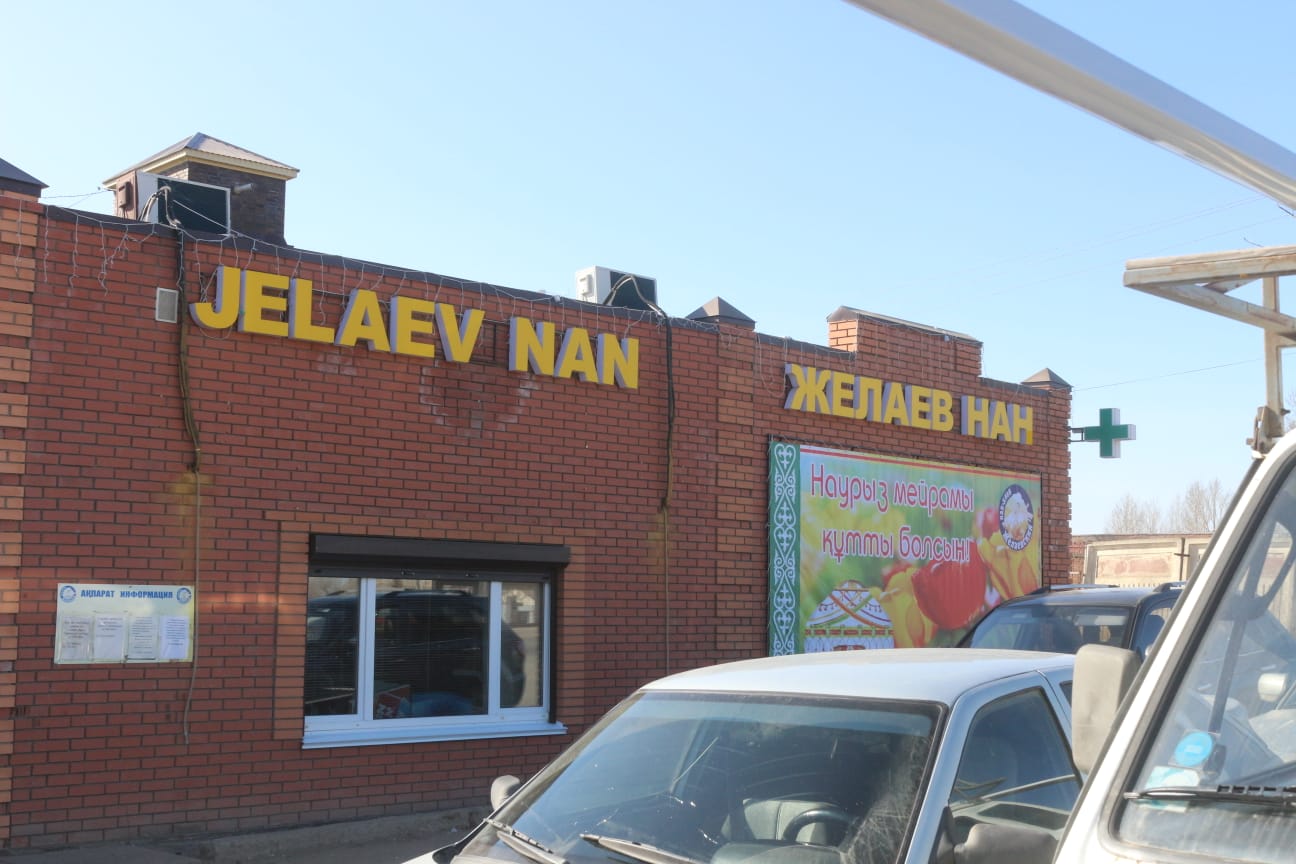 JELAEV NAN
ЖЕЛАЕВ НАН
Наурыз мейрамы
құтты болсын!
АҚПАРАТ ИНФОРМАЦИЯ